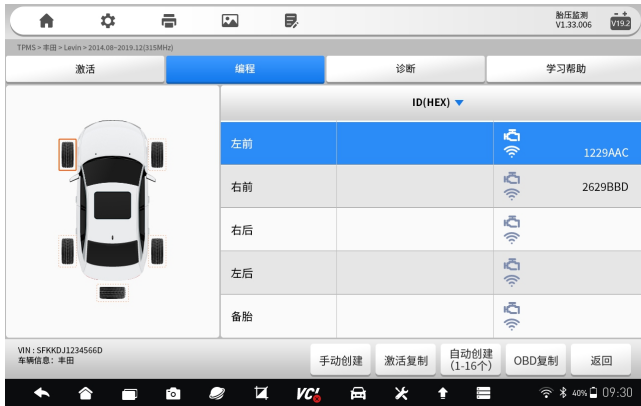 胎压监测
V1.33.006
V19.2
TPMS > 丰田 > Levin > 2014.08-2019.12(315MHz)
激活
编程
诊断
学习帮助
ID(HEX)
左前
1229AAC
右前
2629BBD
右后
左后
备胎
VIN : SFKKDJ1234566D
车辆信息: 丰田
手动创建
激活复制
自动创建
(1-16个)
OBD复制
返回
VCI
40%
09:30